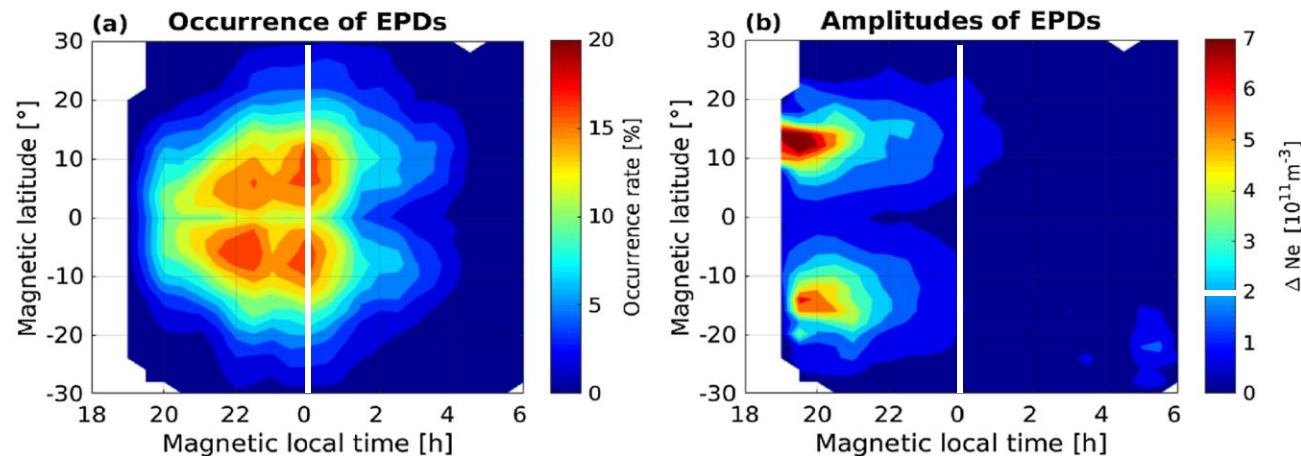 (a) Occurrence of EPDs
30
20
10
0
-10
-20
-30
Magnetic latitude [°]
18 20 22 0 2 4 6
Magnetic local time [h]
20
15
10
5
0
Occurrence rate [%]
(b) Amplitudes of EPDs
30
20
10
0
-10
-20
-30
Magnetic latitude [°]
18 20 22 0 2 4 6
Magnetic local time [h]
7
6
5
4
3
2
1
0
Δ Ne [10¹¹m⁻³]